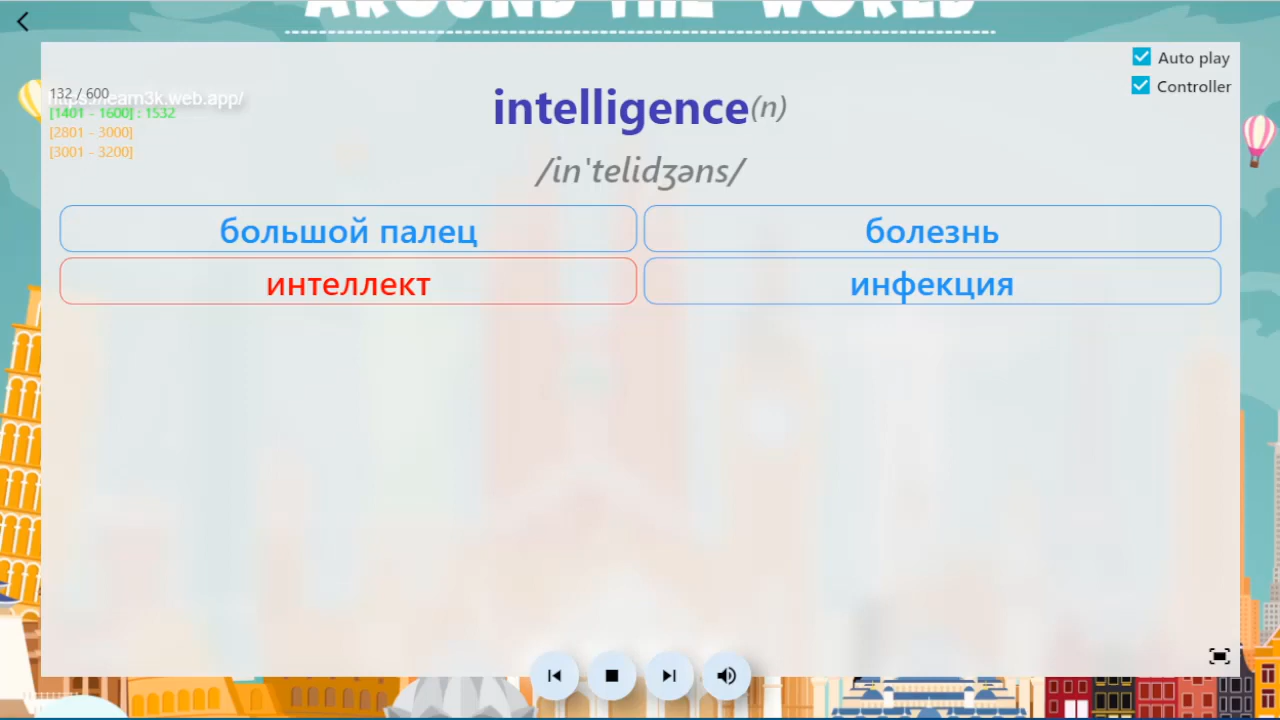 AROUND THE WORLD
Auto play
132 / 600
Controller
https://learn3k.web.app/
intelligence(n)
[1401 - 1600] : 1532
[2801 - 3000]
[3001 - 3200]
/in'telidʒəns/
большой палец
болезнь
интеллект
инфекция